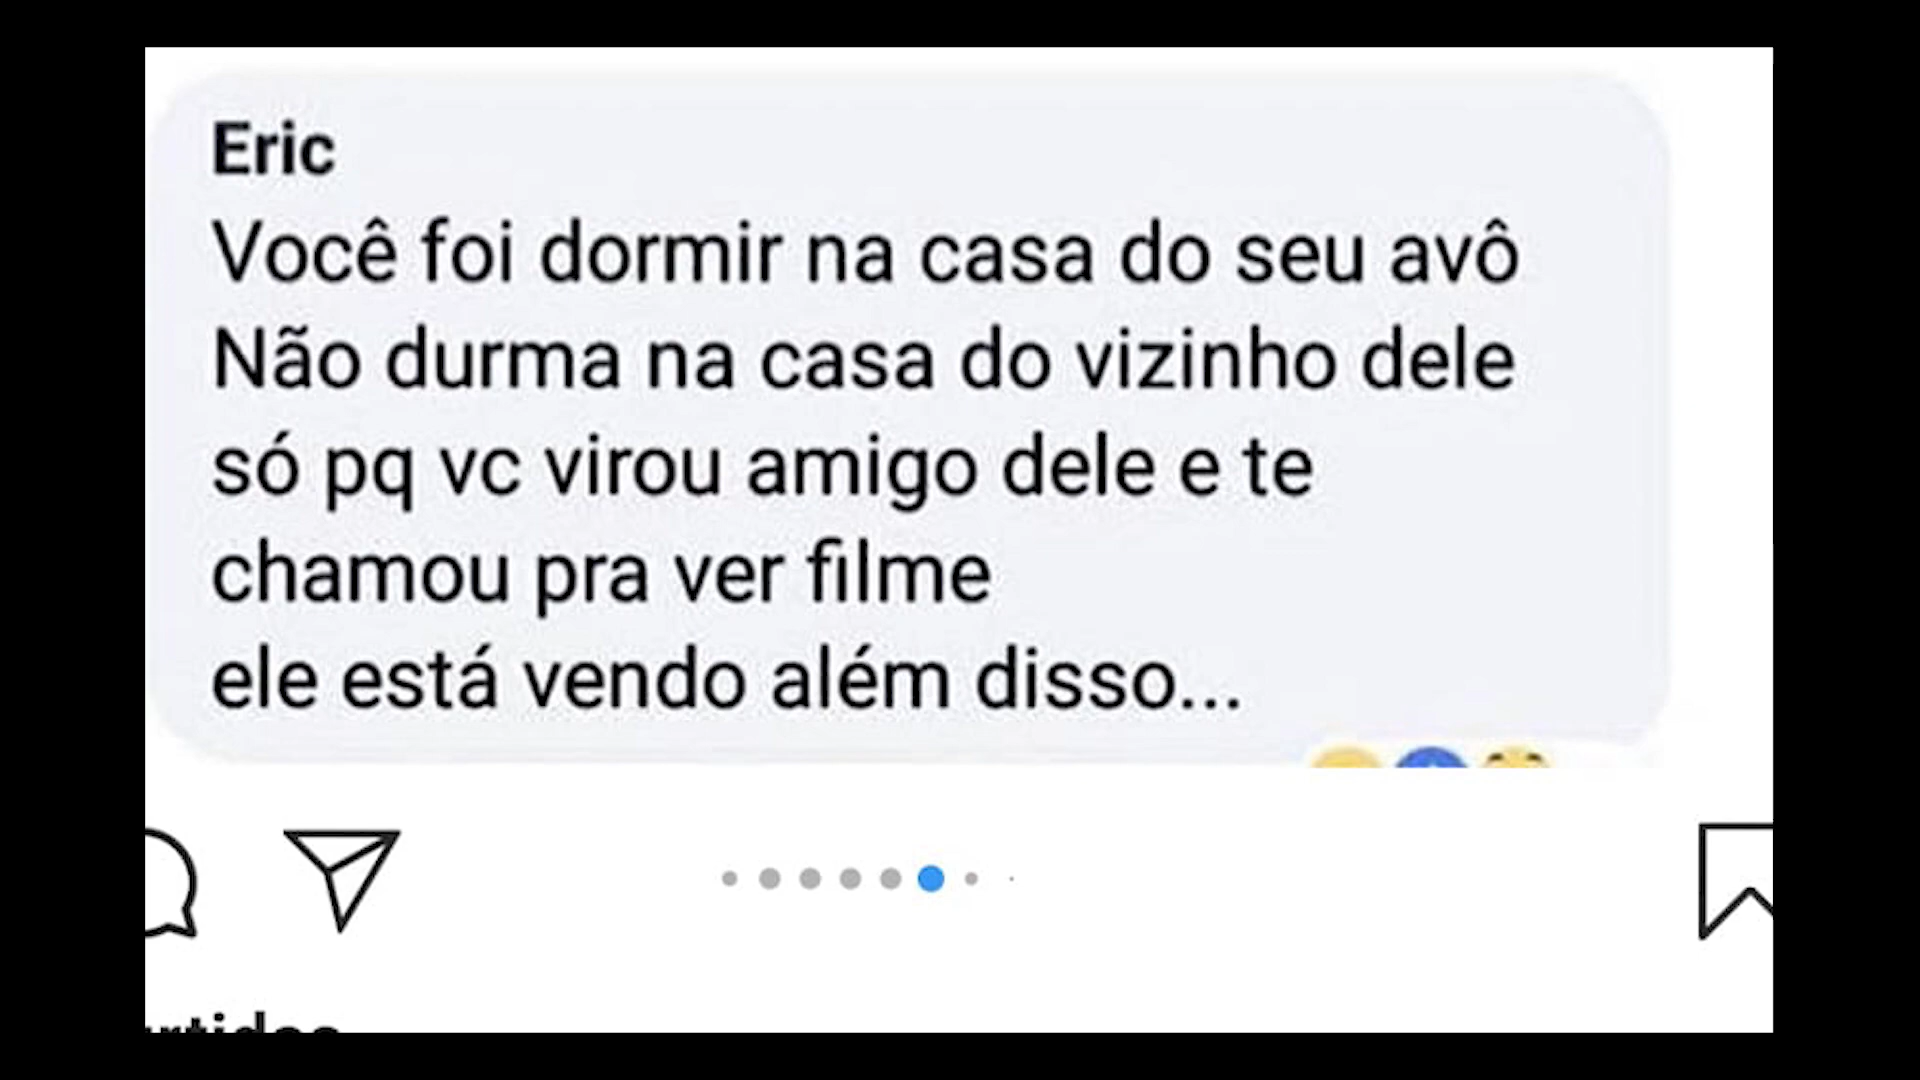 Eric
Você foi dormir na casa do seu avô
Não durma na casa do vizinho dele
só pq vc virou amigo dele e te
chamou pra ver filme
ele está vendo além disso...